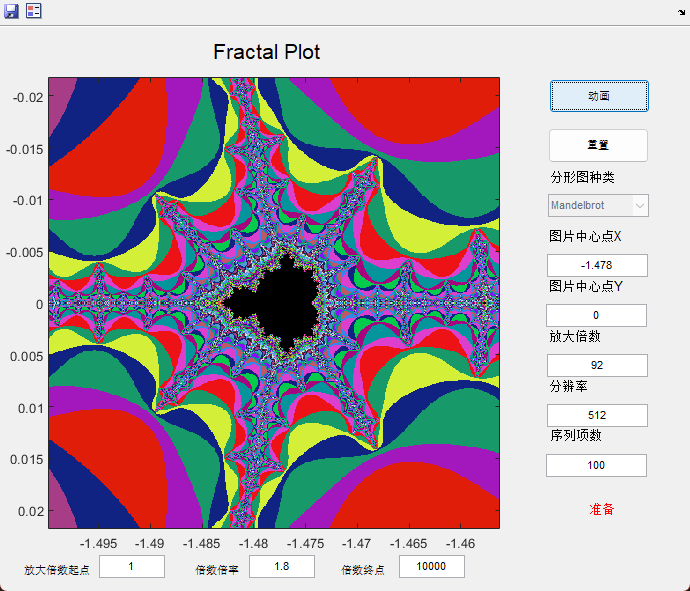 Fractal Plot
-0.02
-0.015
-0.01
-0.005
0
0.005
0.01
0.015
0.02
-1.495
-1.49
-1.485
-1.48
-1.475
-1.47
-1.465
-1.46
动画
重置
分形图种类
Mandelbrot
图片中心点X
-1.478
图片中心点Y
0
放大倍数
92
分辨率
512
序列项数
100
准备
放大倍数起点 1 倍数倍率 1.8 倍数终点 10000